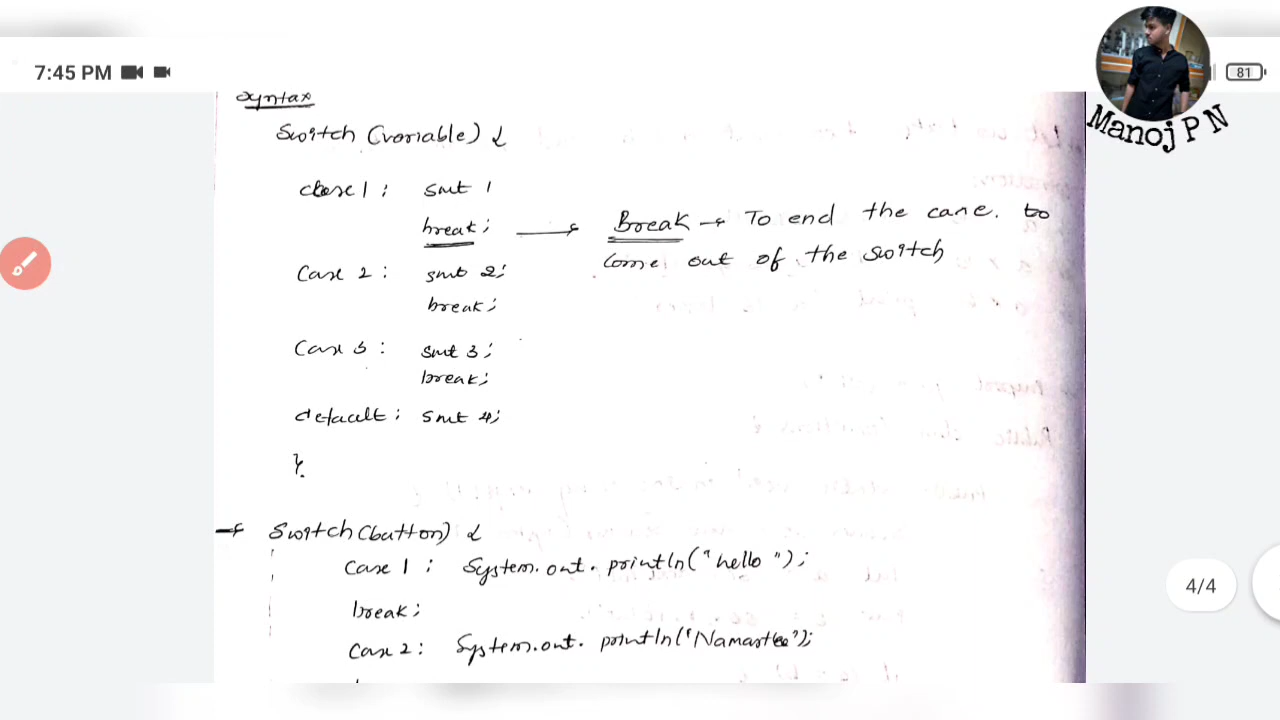 7:45 PM
81
Manoj P N
Syntax
Switch (variable) {
case 1 : smt 1
break; → Break → To end the case. to
come out of the switch
Case 2 : smt 2;
break;
Case 3 : smt 3;
break;
default : smt 4;
}
→ Switch (button) {
Case 1 : System.out.println("hello");
break;
Case 2 : System.out.println("Namastee");
4/4